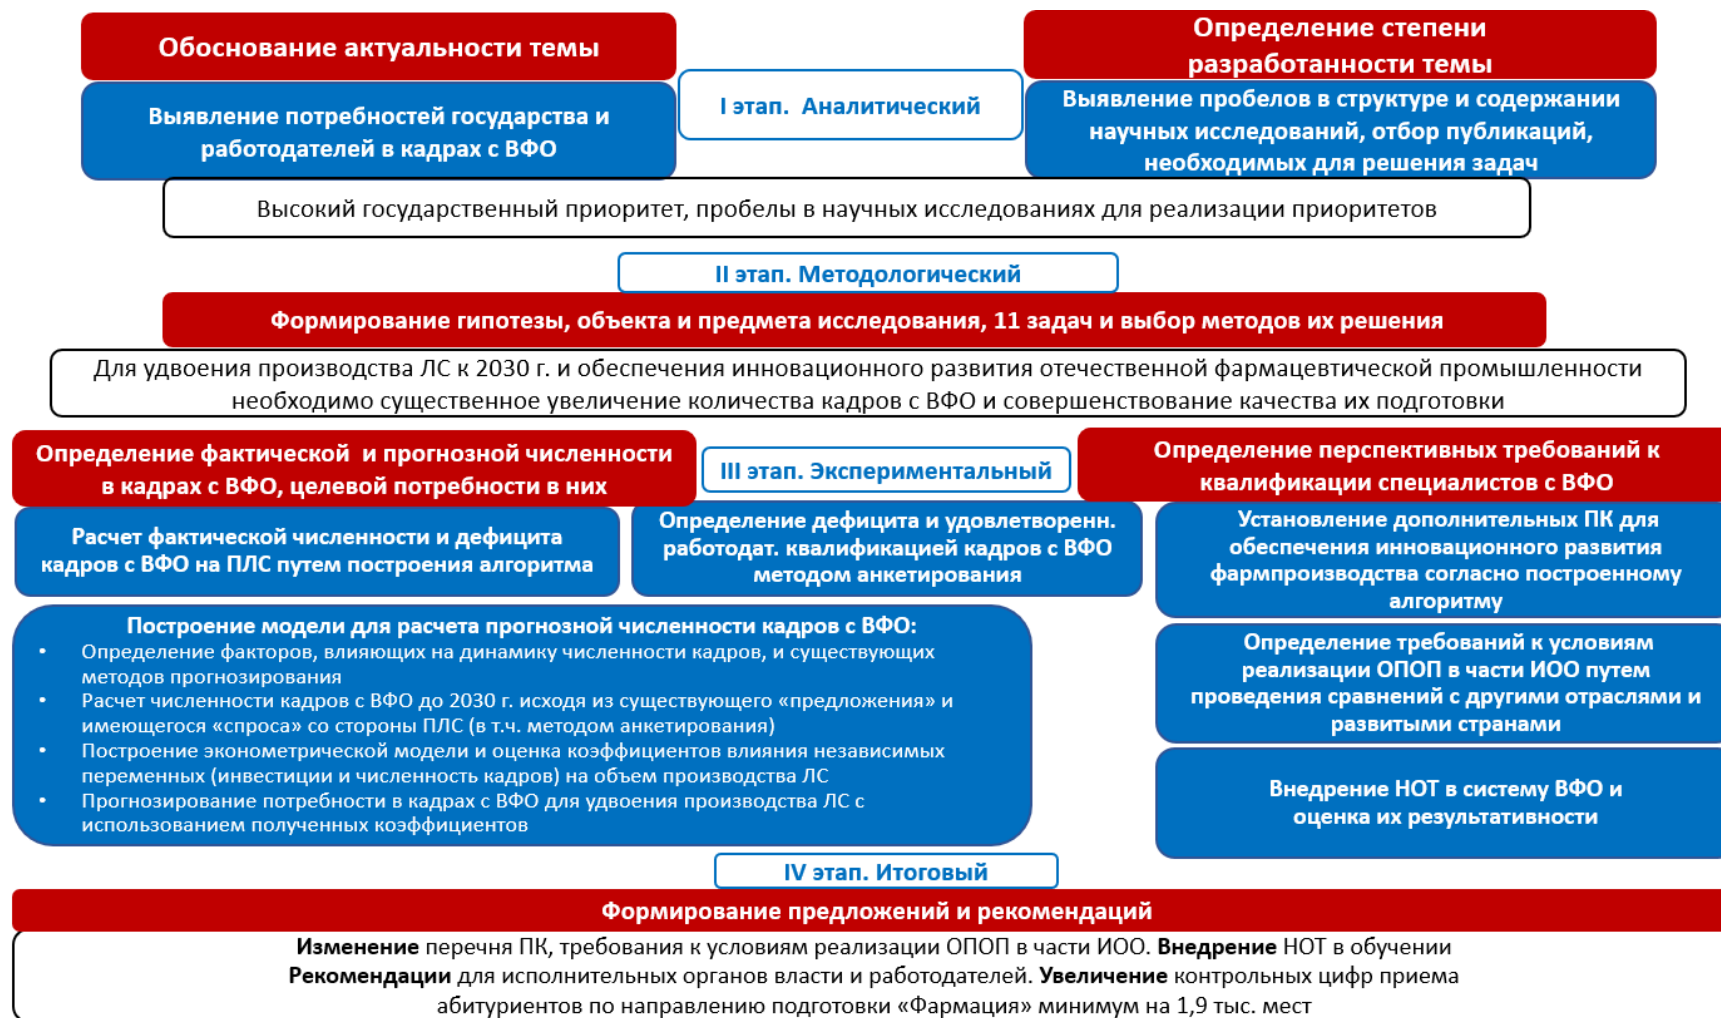 Обоснование актуальности темы
Выявление потребностей государства и
работодателей в кадрах с ВФО
I этап.  Аналитический
Определение степени
разработанности темы
Выявление пробелов в структуре и содержании
научных исследований, отбор публикаций,
необходимых для решения задач
Высокий государственный приоритет, пробелы в научных исследованиях для реализации приоритетов
II этап. Методологический
Формирование гипотезы, объекта и предмета исследования, 11 задач и выбор методов их решения
Для удвоения производства ЛС к 2030 г. и обеспечения инновационного развития отечественной фармацевтической промышленности
необходимо существенное увеличение количества кадров с ВФО и совершенствование качества их подготовки
Определение фактической  и прогнозной численности
в кадрах с ВФО, целевой потребности в них
III этап. Экспериментальный
Определение перспективных требований к
квалификации специалистов с ВФО
Расчет фактической численности и дефицита
кадров с ВФО на ПЛС путем построения алгоритма
Определение дефицита и удовлетворенн.
работодат. квалификацией кадров с ВФО
методом анкетирования
Установление дополнительных ПК для
обеспечения инновационного развития
фармпроизводства согласно построенному
алгоритму
Построение модели для расчета прогнозной численности кадров с ВФО:
• Определение факторов, влияющих на динамику численности кадров, и существующих
методов прогнозирования
• Расчет численности кадров с ВФО до 2030 г. исходя из существующего «предложения» и
имеющегося «спроса» со стороны ПЛС (в т.ч. методом анкетирования)
• Построение эконометрической модели и оценка коэффициентов влияния независимых
переменных (инвестиции и численность кадров) на объем производства ЛС
• Прогнозирование потребности в кадрах с ВФО для удвоения производства ЛС с
использованием полученных коэффициентов
Определение требований к условиям
реализации ОПОП в части ИОО путем
проведения сравнений с другими отраслями и
развитыми странами
Внедрение НОТ в систему ВФО и
оценка их результативности
IV этап. Итоговый
Формирование предложений и рекомендаций
Изменение перечня ПК, требования к условиям реализации ОПОП в части ИОО. Внедрение НОТ в обучении
Рекомендации для исполнительных органов власти и работодателей. Увеличение контрольных цифр приема
абитуриентов по направлению подготовки «Фармация» минимум на 1,9 тыс. мест